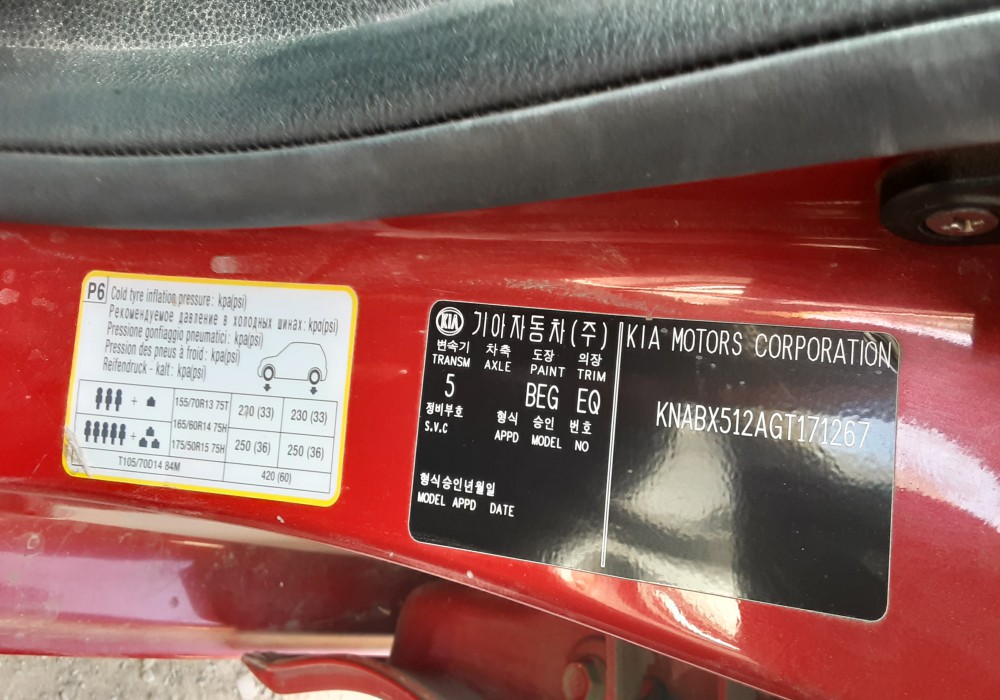 P6
Cold tyre inflation pressure: kpa(psi)
Рекомендуемое давление в холодных шинах: kpa(psi)
Pressione gonfiaggio pneumatici: kpa(psi)
Pression des pneus à froid: kpa(psi)
Reifendruck - kalt: kpa(psi)
+ 155/70R13 75T 230 (33) 230 (33)
165/60R14 75H
+ 175/50R15 75H 250 (36) 250 (36)
T105/70D14 84M 420 (60)
KIA 기아자동차(주) KIA MOTORS CORPORATION
변속기 차축 도장 의장
TRANSM AXLE PAINT TRIM
5 BEG EQ
KNABX512AGT171267
정비부호 형식 승인 번호
S.V.C APPD MODEL NO
형식승인년월일
MODEL APPD DATE